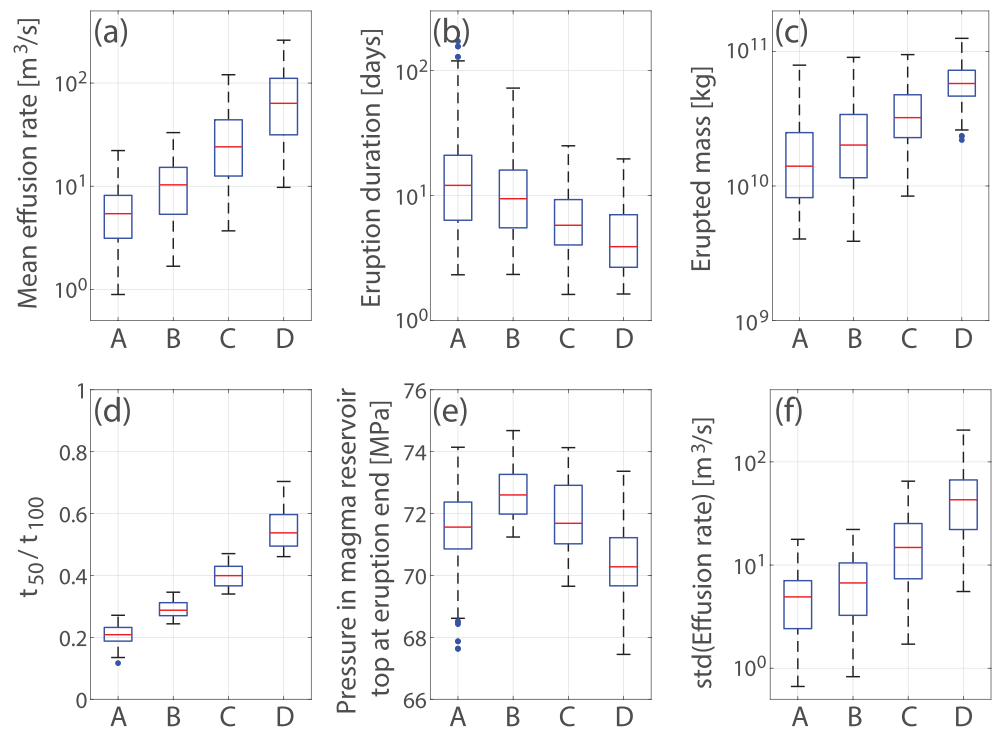 (a)
Mean effusion rate [m³/s]
10²
10¹
10⁰
A B C D
(b)
Eruption duration [days]
10²
10¹
10⁰
A B C D
(c)
Erupted mass [kg]
10¹¹
10¹⁰
10⁹
A B C D
(d)
t₅₀/ t₁₀₀
1
0.8
0.6
0.4
0.2
0
A B C D
(e)
Pressure in magma reservoir
top at eruption end [MPa]
76
74
72
70
68
66
A B C D
(f)
std(Effusion rate) [m³/s]
10²
10¹
10⁰
A B C D